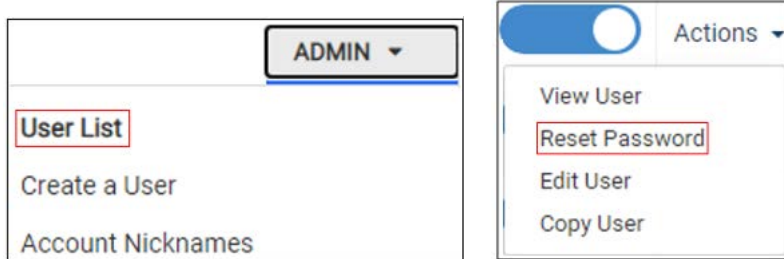 ADMIN
User List
Create a User
Account Nicknames
Actions
View User
Reset Password
Edit User
Copy User